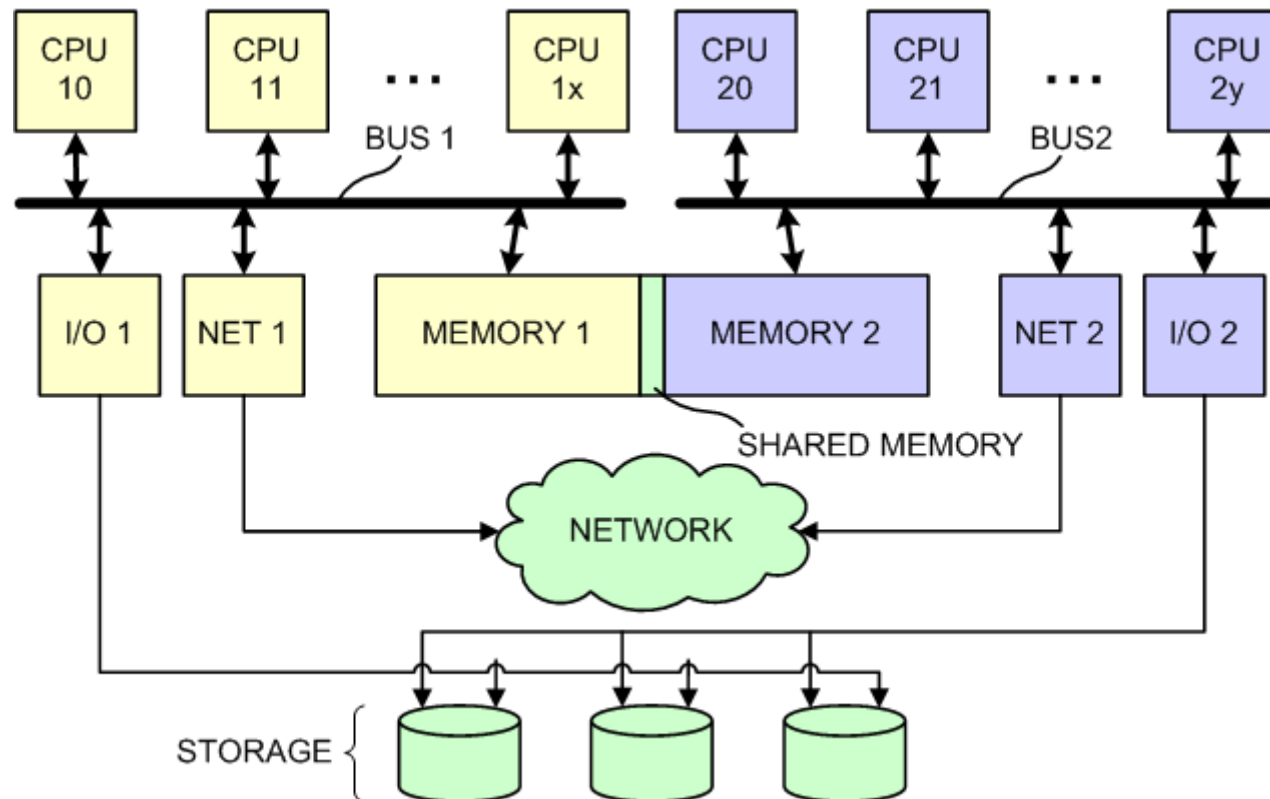 CPU
10
CPU
11
...
CPU
1x
CPU
20
CPU
21
...
CPU
2y
BUS 1
BUS2
I/O 1
NET 1
MEMORY 1
MEMORY 2
NET 2
I/O 2
SHARED MEMORY
NETWORK
STORAGE